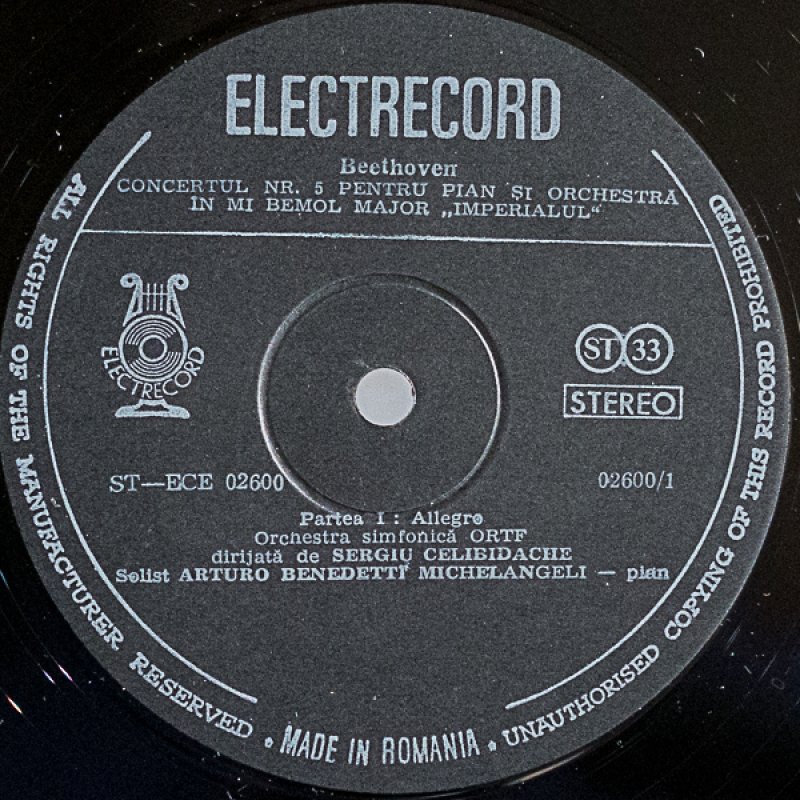 ELECTRECORD
Beethoven
CONCERTUL NR. 5 PENTRU PIAN ȘI ORCHESTRĂ
ÎN MI BEMOL MAJOR „IMPERIALUL“
ELECTRECORD
ST 33
STEREO
ST—ECE 02600
02600/1
Partea I : Allegro
Orchestra simfonică ORTF
dirijată de SERGIU CELIBIDACHE
Solist ARTURO BENEDETTI MICHELANGELI — pian
ALL RIGHTS OF THE MANUFACTURER RESERVED • MADE IN ROMANIA • UNAUTHORISED COPYING OF THIS RECORD PROHIBITED